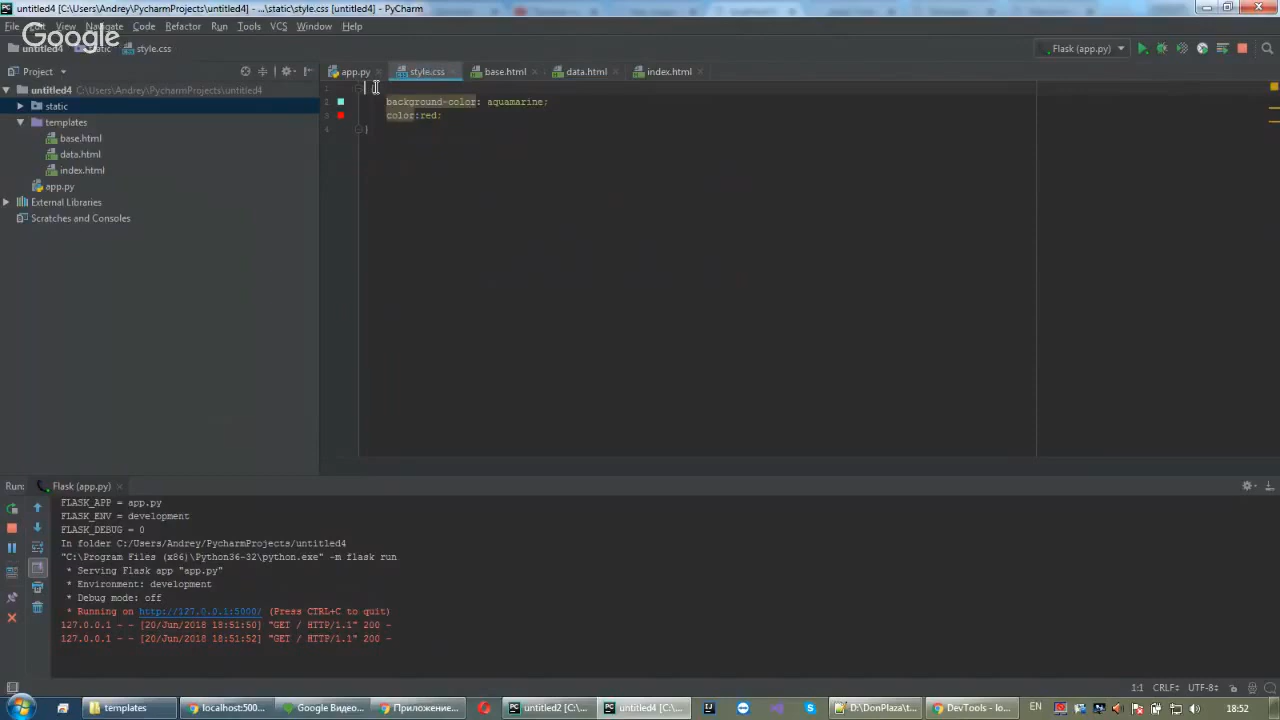 untitled4 [C:\Users\Andrey\PycharmProjects\untitled4] - ...\static\style.css [untitled4] - PyCharm
File Edit View Navigate Code Refactor Run Tools VCS Window Help
Google
untitled4 static style.css
Flask (app.py)
Project
app.py style.css base.html data.html index.html
untitled4 C:\Users\Andrey\PycharmProjects\untitled4
static
templates
base.html
data.html
index.html
app.py
External Libraries
Scratches and Consoles
1 {
2 background-color: aquamarine;
3 color:red;
4 }
Run: Flask (app.py)
FLASK_APP = app.py
FLASK_ENV = development
FLASK_DEBUG = 0
In folder C:/Users/Andrey/PycharmProjects/untitled4
"C:\Program Files (x86)\Python36-32\python.exe" -m flask run
* Serving Flask app "app.py"
* Environment: development
* Debug mode: off
* Running on http://127.0.0.1:5000/ (Press CTRL+C to quit)
127.0.0.1 - - [20/Jun/2018 18:51:50] "GET / HTTP/1.1" 200 -
127.0.0.1 - - [20/Jun/2018 18:51:52] "GET / HTTP/1.1" 200 -
1:1 CRLF÷ UTF-8÷
templates localhost:500... Google Видео... Приложение... untitled2 [C:\... untitled4 [C:\... D:\DonPlaza\t... DevTools - lo... EN 18:52